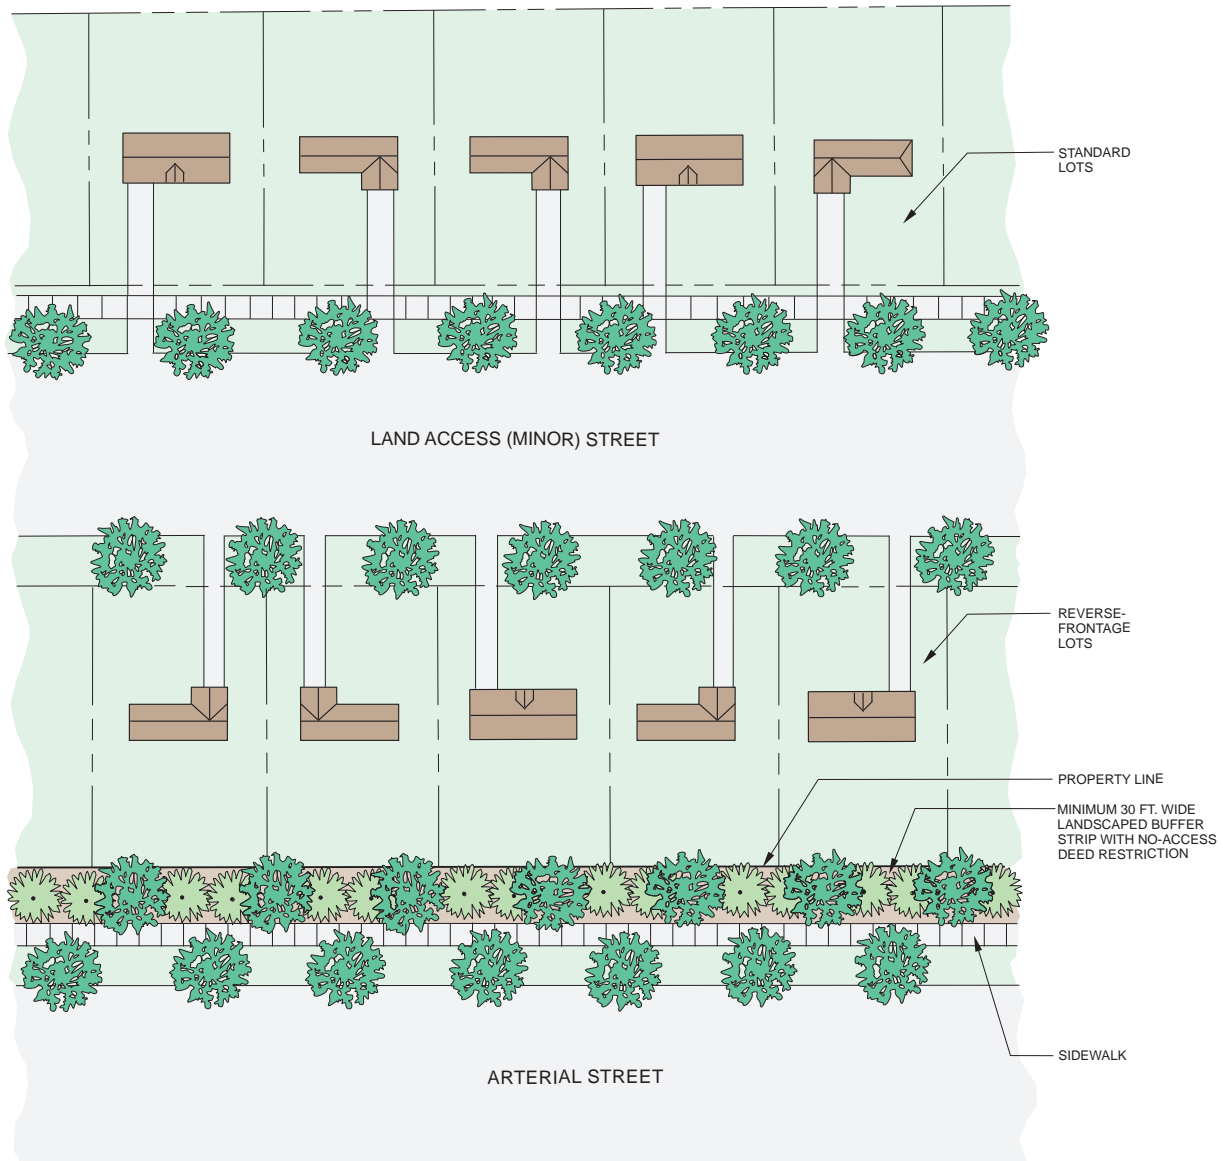 STANDARD
LOTS
LAND ACCESS (MINOR) STREET
REVERSE-
FRONTAGE
LOTS
PROPERTY LINE
MINIMUM 30 FT. WIDE
LANDSCAPED BUFFER
STRIP WITH NO-ACCESS
DEED RESTRICTION
SIDEWALK
ARTERIAL STREET